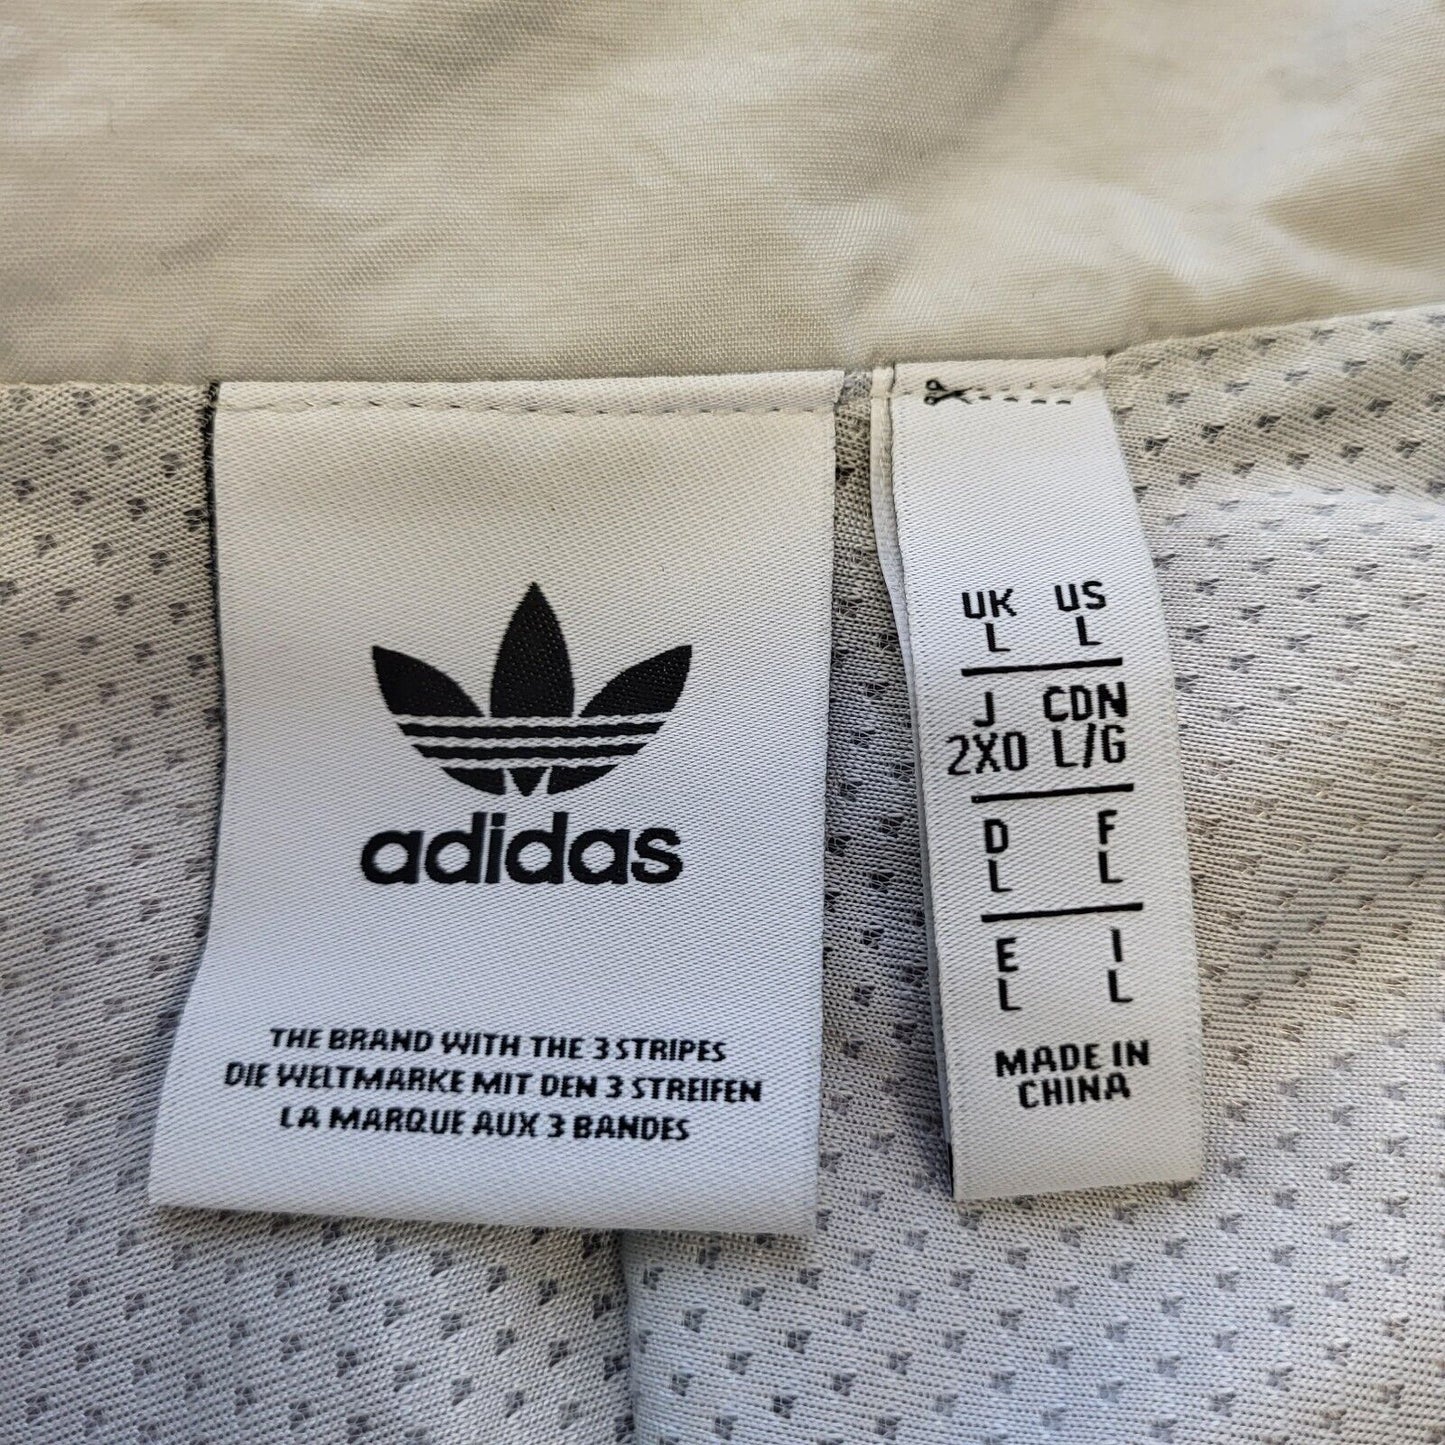 adidas
THE BRAND WITH THE 3 STRIPES
DIE WELTMARKE MIT DEN 3 STREIFEN
LA MARQUE AUX 3 BANDES
UK US
L L
J CDN
2XO L/G
D F
L L
E I
L L
MADE IN
CHINA